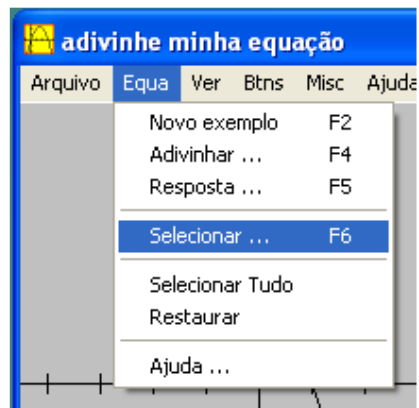 adivinhe minha equação
Arquivo Equa Ver Btns Misc Ajuda
Novo exemplo F2
Adivinhar ... F4
Resposta ... F5
Selecionar ... F6
Selecionar Tudo
Restaurar
Ajuda ...